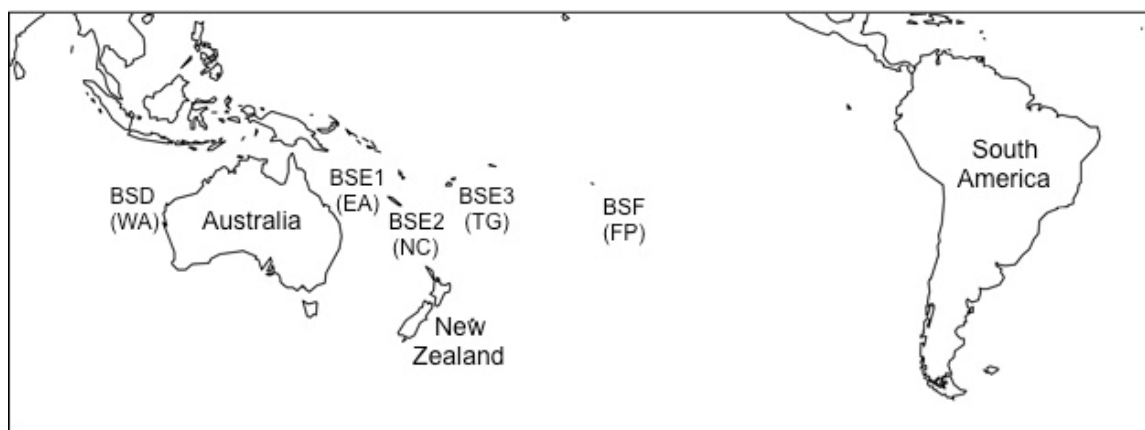 BSD
(WA)
Australia
BSE1
(EA)
BSE2
(NC)
BSE3
(TG)
BSF
(FP)
New
Zealand
South
America